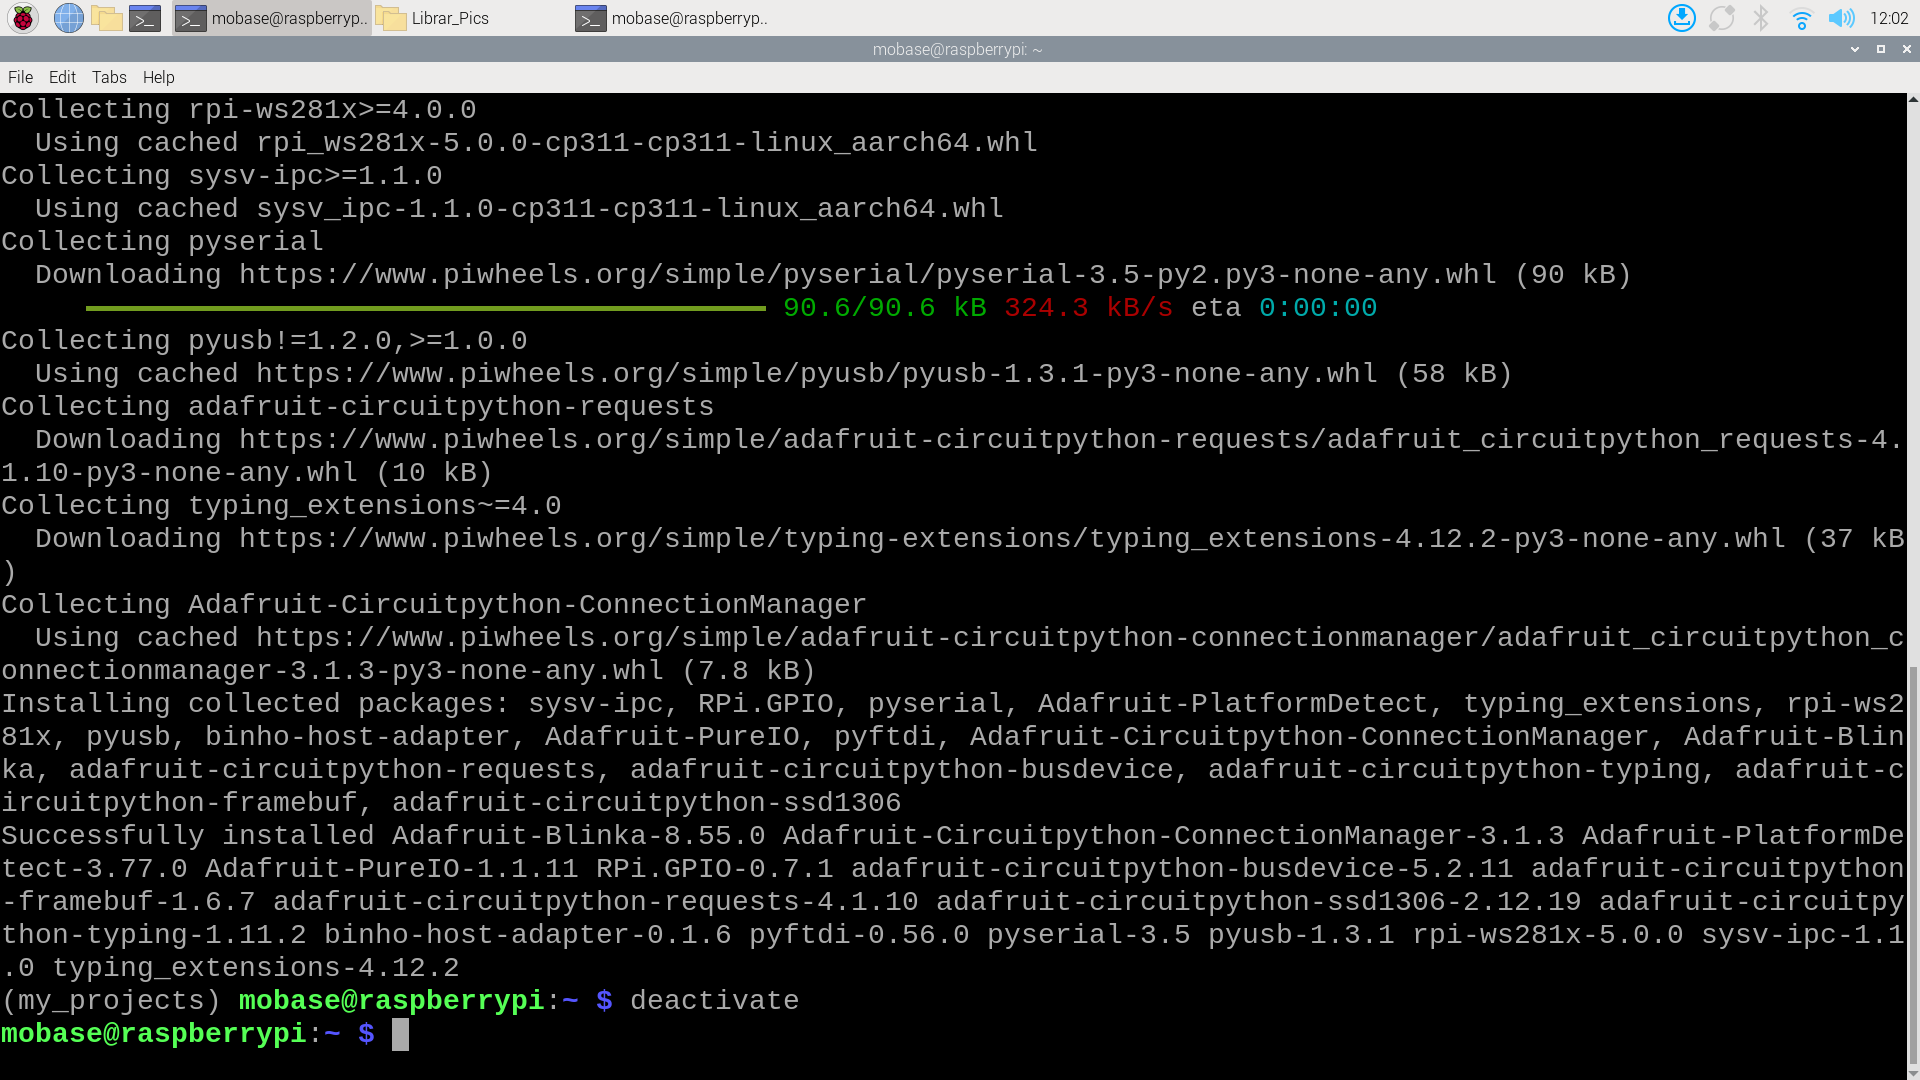 mobase@raspberryp.. Librar_Pics mobase@raspberryp.. 12:02
mobase@raspberrypi: ~
File Edit Tabs Help
Collecting rpi-ws281x>=4.0.0
  Using cached rpi_ws281x-5.0.0-cp311-cp311-linux_aarch64.whl
Collecting sysv-ipc>=1.1.0
  Using cached sysv_ipc-1.1.0-cp311-cp311-linux_aarch64.whl
Collecting pyserial
  Downloading https://www.piwheels.org/simple/pyserial/pyserial-3.5-py2.py3-none-any.whl (90 kB)
90.6/90.6 kB 324.3 kB/s eta 0:00:00
Collecting pyusb!=1.2.0,>=1.0.0
  Using cached https://www.piwheels.org/simple/pyusb/pyusb-1.3.1-py3-none-any.whl (58 kB)
Collecting adafruit-circuitpython-requests
  Downloading https://www.piwheels.org/simple/adafruit-circuitpython-requests/adafruit_circuitpython_requests-4.
1.10-py3-none-any.whl (10 kB)
Collecting typing_extensions~=4.0
  Downloading https://www.piwheels.org/simple/typing-extensions/typing_extensions-4.12.2-py3-none-any.whl (37 kB
)
Collecting Adafruit-Circuitpython-ConnectionManager
  Using cached https://www.piwheels.org/simple/adafruit-circuitpython-connectionmanager/adafruit_circuitpython_c
onnectionmanager-3.1.3-py3-none-any.whl (7.8 kB)
Installing collected packages: sysv-ipc, RPi.GPIO, pyserial, Adafruit-PlatformDetect, typing_extensions, rpi-ws2
81x, pyusb, binho-host-adapter, Adafruit-PureIO, pyftdi, Adafruit-Circuitpython-ConnectionManager, Adafruit-Blin
ka, adafruit-circuitpython-requests, adafruit-circuitpython-busdevice, adafruit-circuitpython-typing, adafruit-c
ircuitpython-framebuf, adafruit-circuitpython-ssd1306
Successfully installed Adafruit-Blinka-8.55.0 Adafruit-Circuitpython-ConnectionManager-3.1.3 Adafruit-PlatformDe
tect-3.77.0 Adafruit-PureIO-1.1.11 RPi.GPIO-0.7.1 adafruit-circuitpython-busdevice-5.2.11 adafruit-circuitpython
-framebuf-1.6.7 adafruit-circuitpython-requests-4.1.10 adafruit-circuitpython-ssd1306-2.12.19 adafruit-circuitpy
thon-typing-1.11.2 binho-host-adapter-0.1.6 pyftdi-0.56.0 pyserial-3.5 pyusb-1.3.1 rpi-ws281x-5.0.0 sysv-ipc-1.1
.0 typing_extensions-4.12.2
(my_projects) mobase@raspberrypi:~ $ deactivate
mobase@raspberrypi:~ $